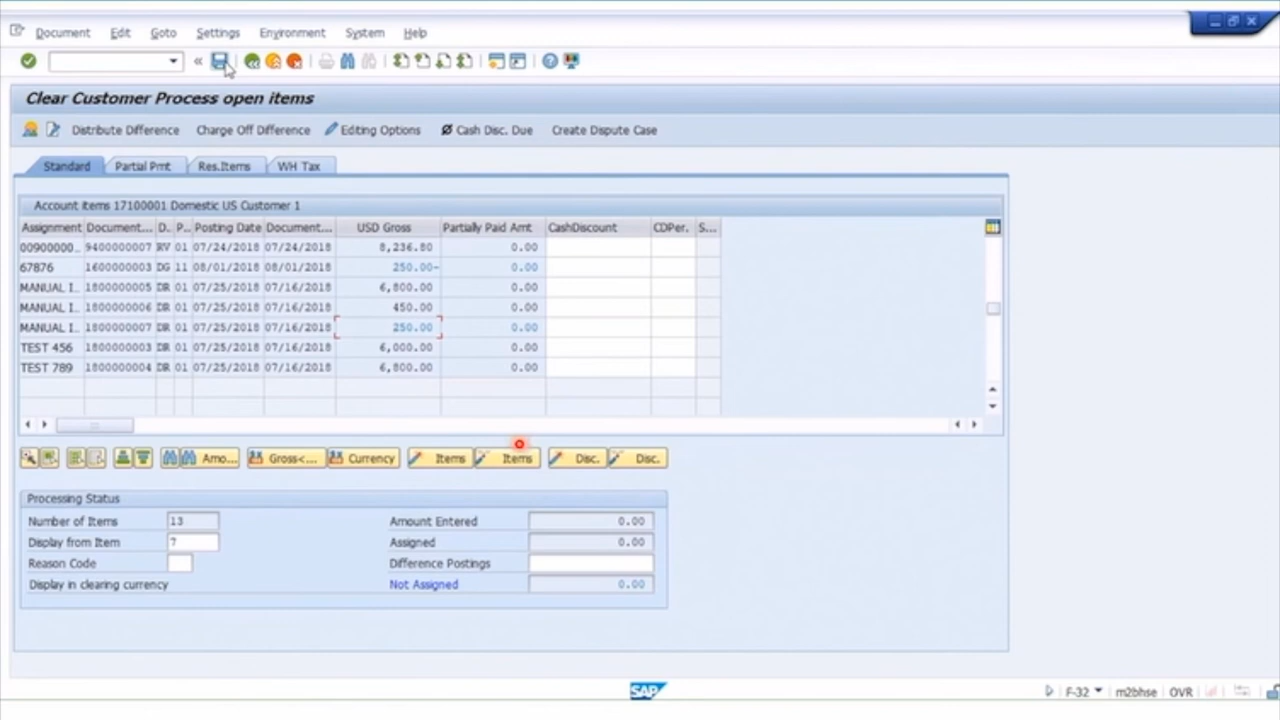 Document Edit Goto Settings Environment System Help
Clear Customer Process open items
Distribute Difference Charge Off Difference Editing Options Cash Disc. Due Create Dispute Case
Standard Partial Pmt Res.Items WH Tax
Account items 17100001 Domestic US Customer 1
Assignment Document... D. P.. Posting Date Document... USD Gross Partially Paid Amt CashDiscount CDPer. S...
00900000.. 9400000007 RV 01 07/24/2018 07/24/2018 8,236.80 0.00
67876 1600000003 DG 11 08/01/2018 08/01/2018 250.00- 0.00
MANUAL I.. 1800000005 DR 01 07/25/2018 07/16/2018 6,800.00 0.00
MANUAL I.. 1800000006 DR 01 07/25/2018 07/16/2018 450.00 0.00
MANUAL I.. 1800000007 DR 01 07/25/2018 07/16/2018 250.00 0.00
TEST 456 1800000003 DR 01 07/25/2018 07/16/2018 6,000.00 0.00
TEST 789 1800000004 DR 01 07/25/2018 07/16/2018 6,800.00 0.00
Amo... Gross<... Currency Items Items Disc. Disc.
Processing Status
Number of Items 13 Amount Entered 0.00
Display from Item 7 Assigned 0.00
Reason Code Difference Postings
Display in clearing currency Not Assigned 0.00
SAP F-32 m2bhse OVR